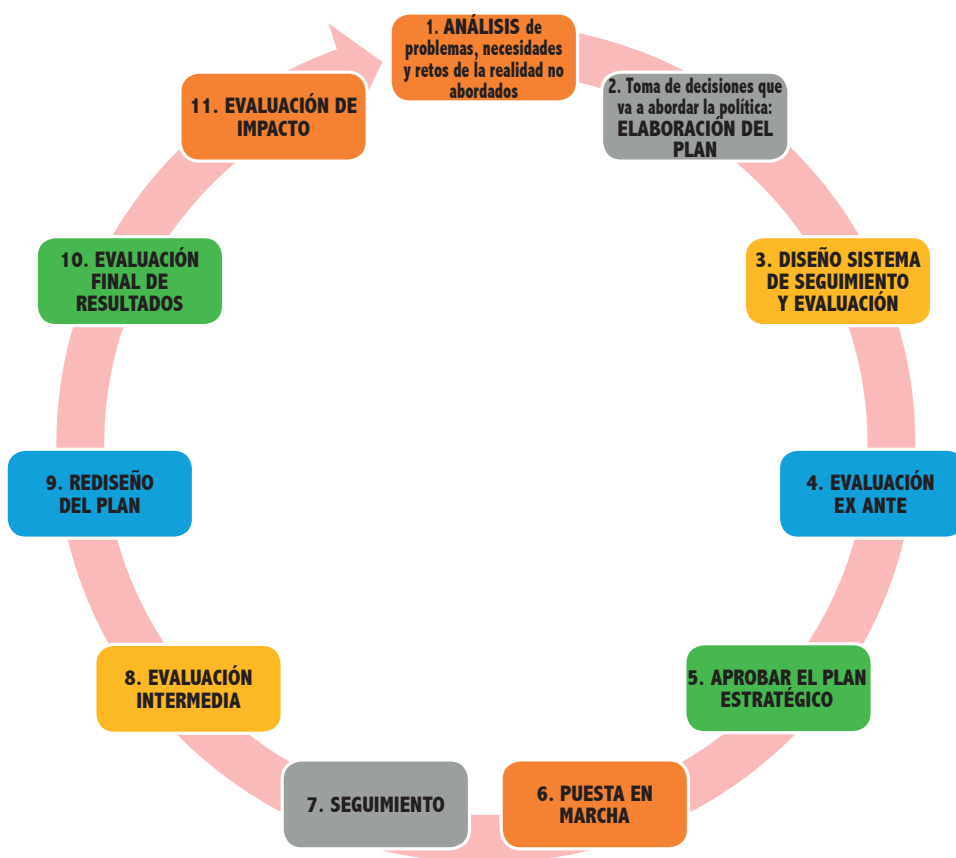 1. ANÁLISIS de
problemas, necesidades
y retos de la realidad no
abordados
2. Toma de decisiones que
va a abordar la política:
ELABORACIÓN DEL
PLAN
3. DISEÑO SISTEMA
DE SEGUIMIENTO
Y EVALUACIÓN
4. EVALUACIÓN
EX ANTE
5. APROBAR EL PLAN
ESTRATÉGICO
6. PUESTA EN
MARCHA
7. SEGUIMIENTO
8. EVALUACIÓN
INTERMEDIA
9. REDISEÑO
DEL PLAN
10. EVALUACIÓN
FINAL DE
RESULTADOS
11. EVALUACIÓN DE
IMPACTO